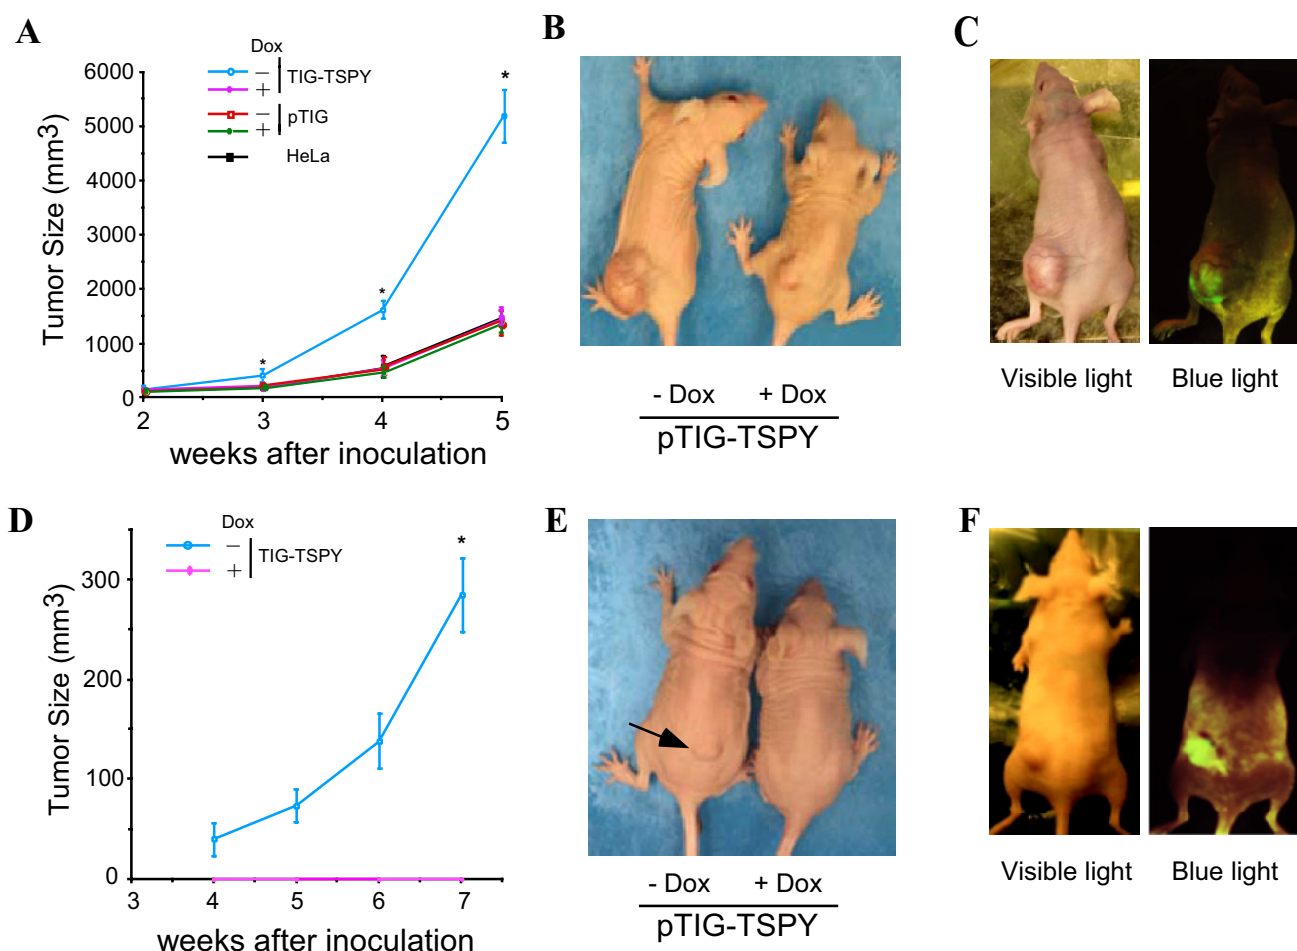 A
Dox
− TIG-TSPY
+
− pTIG
+
HeLa
*
*
*
6000
5000
4000
3000
2000
1000
0
Tumor Size (mm3)
2 3 4 5
weeks after inoculation
B
- Dox + Dox
pTIG-TSPY
C
Visible light Blue light
D
Dox
− TIG-TSPY
+
*
300
200
100
0
Tumor Size (mm3)
3 4 5 6 7
weeks after inoculation
E
- Dox + Dox
pTIG-TSPY
F
Visible light Blue light